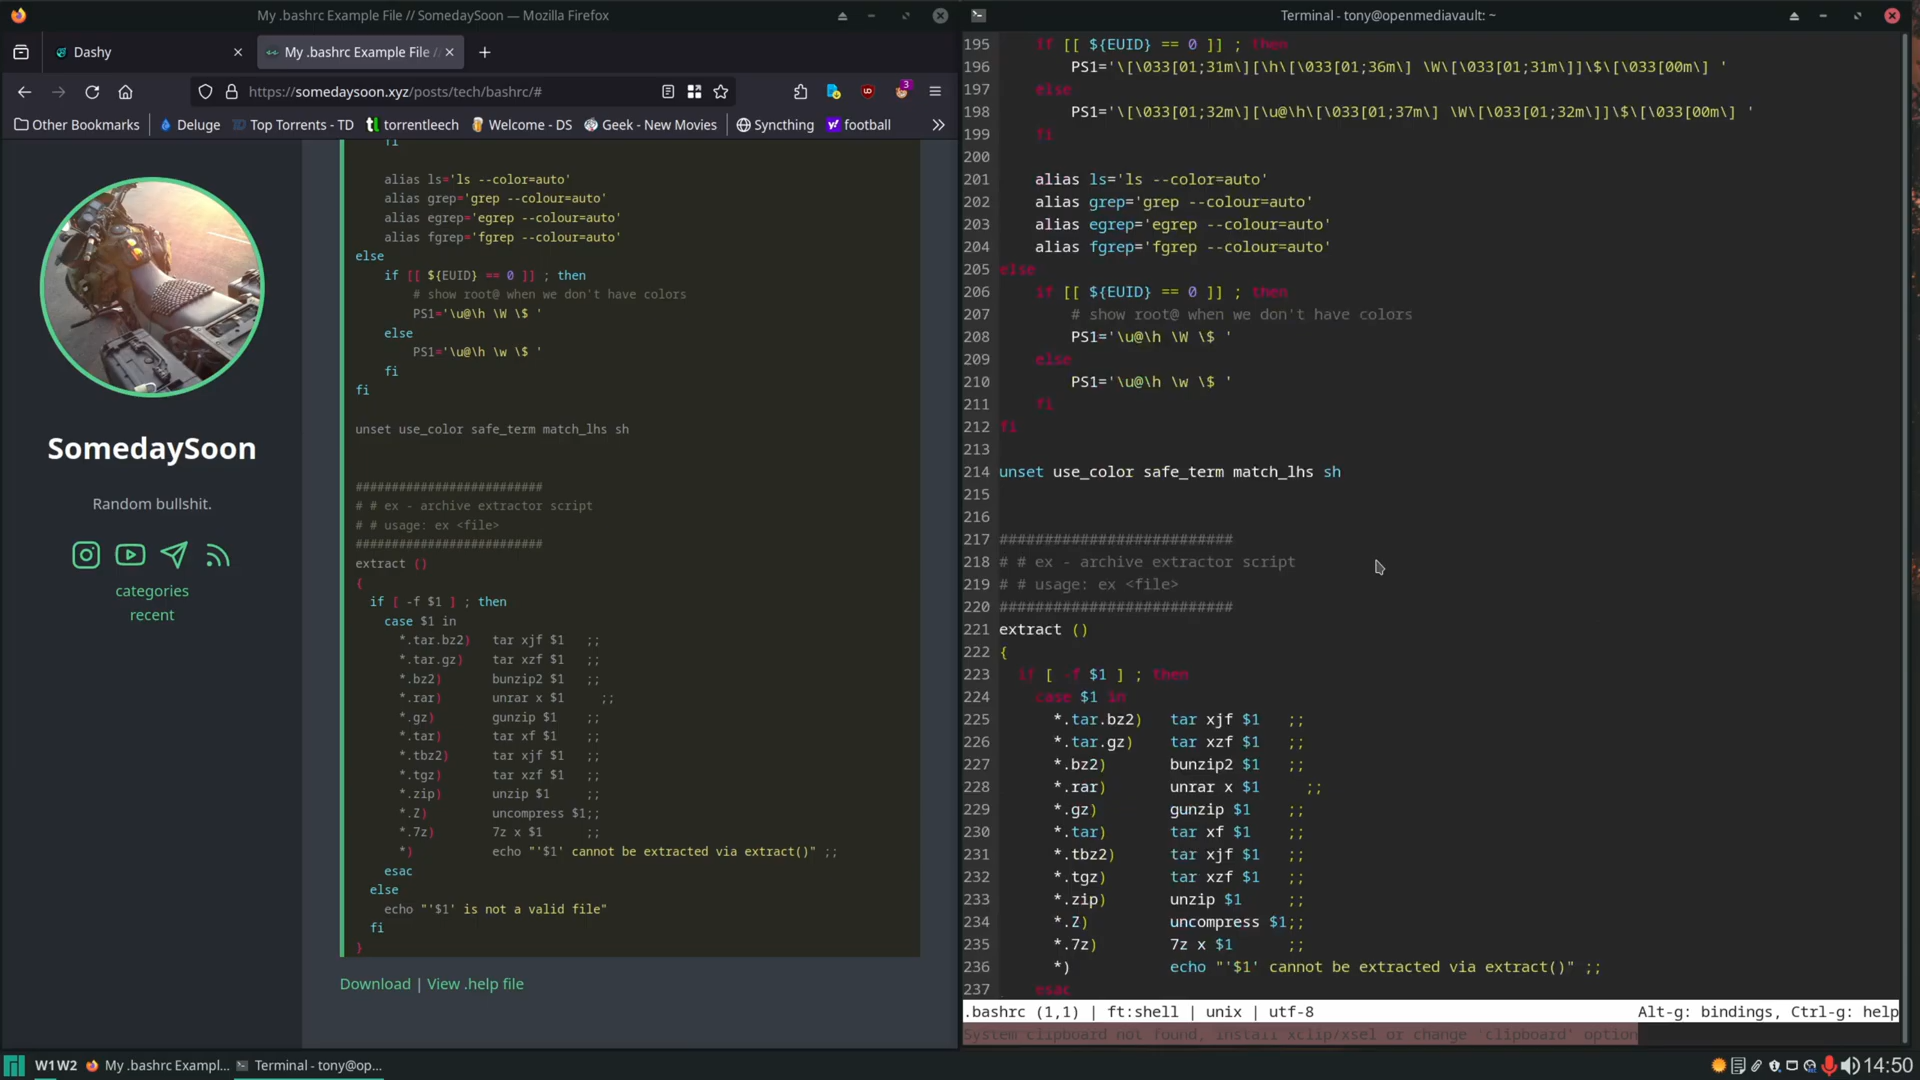 My .bashrc Example File // SomedaySoon — Mozilla Firefox
Dashy
My .bashrc Example File /
https://somedaysoon.xyz/posts/tech/bashrc/#
3
Other Bookmarks
Deluge
Top Torrents - TD
torrentleech
Welcome - DS
Geek - New Movies
Syncthing
football
SomedaySoon
Random bullshit.
categories
recent
fi
alias ls='ls --color=auto'
alias grep='grep --colour=auto'
alias egrep='egrep --colour=auto'
alias fgrep='fgrep --colour=auto'
else
if [[ ${EUID} == 0 ]] ; then
# show root@ when we don't have colors
PS1='\u@\h \W \$ '
else
PS1='\u@\h \w \$ '
fi
fi
unset use_color safe_term match_lhs sh
##########################
# # ex - archive extractor script
# # usage: ex <file>
##########################
extract ()
{
if [ -f $1 ] ; then
case $1 in
*.tar.bz2) tar xjf $1 ;;
*.tar.gz) tar xzf $1 ;;
*.bz2) bunzip2 $1 ;;
*.rar) unrar x $1 ;;
*.gz) gunzip $1 ;;
*.tar) tar xf $1 ;;
*.tbz2) tar xjf $1 ;;
*.tgz) tar xzf $1 ;;
*.zip) unzip $1 ;;
*.Z) uncompress $1;;
*.7z) 7z x $1 ;;
*) echo "'$1' cannot be extracted via extract()" ;;
esac
else
echo "'$1' is not a valid file"
fi
}
Download | View .help file
Terminal - tony@openmediavault: ~
195 if [[ ${EUID} == 0 ]] ; then
196 PS1='\[\033[01;31m\][\h\[\033[01;36m\] \W\[\033[01;31m\]]\$\[\033[00m\] '
197 else
198 PS1='\[\033[01;32m\][\u@\h\[\033[01;37m\] \W\[\033[01;32m\]]\$\[\033[00m\] '
199 fi
200
201 alias ls='ls --color=auto'
202 alias grep='grep --colour=auto'
203 alias egrep='egrep --colour=auto'
204 alias fgrep='fgrep --colour=auto'
205 else
206 if [[ ${EUID} == 0 ]] ; then
207 # show root@ when we don't have colors
208 PS1='\u@\h \W \$ '
209 else
210 PS1='\u@\h \w \$ '
211 fi
212 fi
213
214 unset use_color safe_term match_lhs sh
215
216
217 ##########################
218 # # ex - archive extractor script
219 # # usage: ex <file>
220 ##########################
221 extract ()
222 {
223 if [ -f $1 ] ; then
224 case $1 in
225 *.tar.bz2) tar xjf $1 ;;
226 *.tar.gz) tar xzf $1 ;;
227 *.bz2) bunzip2 $1 ;;
228 *.rar) unrar x $1 ;;
229 *.gz) gunzip $1 ;;
230 *.tar) tar xf $1 ;;
231 *.tbz2) tar xjf $1 ;;
232 *.tgz) tar xzf $1 ;;
233 *.zip) unzip $1 ;;
234 *.Z) uncompress $1;;
235 *.7z) 7z x $1 ;;
236 *) echo "'$1' cannot be extracted via extract()" ;;
237 esac
.bashrc (1,1) | ft:shell | unix | utf-8 Alt-g: bindings, Ctrl-g: help
System clipboard not found, install xclip/xsel or change 'clipboard' option
W1W2
My .bashrc Exampl...
Terminal - tony@op...
14:50